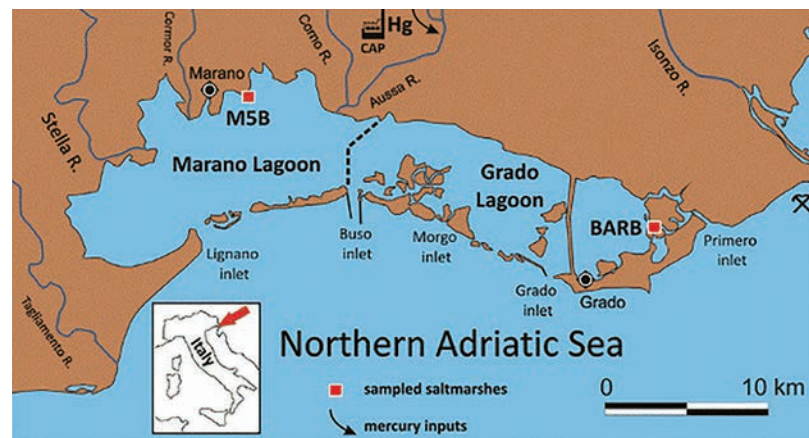 Cormor R.
Corno R.
Hg
CAP
Aussa R.
Isonzo R.
Marano
Stella R.
M5B
Marano Lagoon
Grado
Lagoon
BARB
Lignano
inlet
Buso
inlet
Morgo
inlet
Grado
inlet
Grado
Primero
inlet
Tagliamento R.
Italy
Northern Adriatic Sea
sampled saltmarshes
mercury inputs
0
10 km